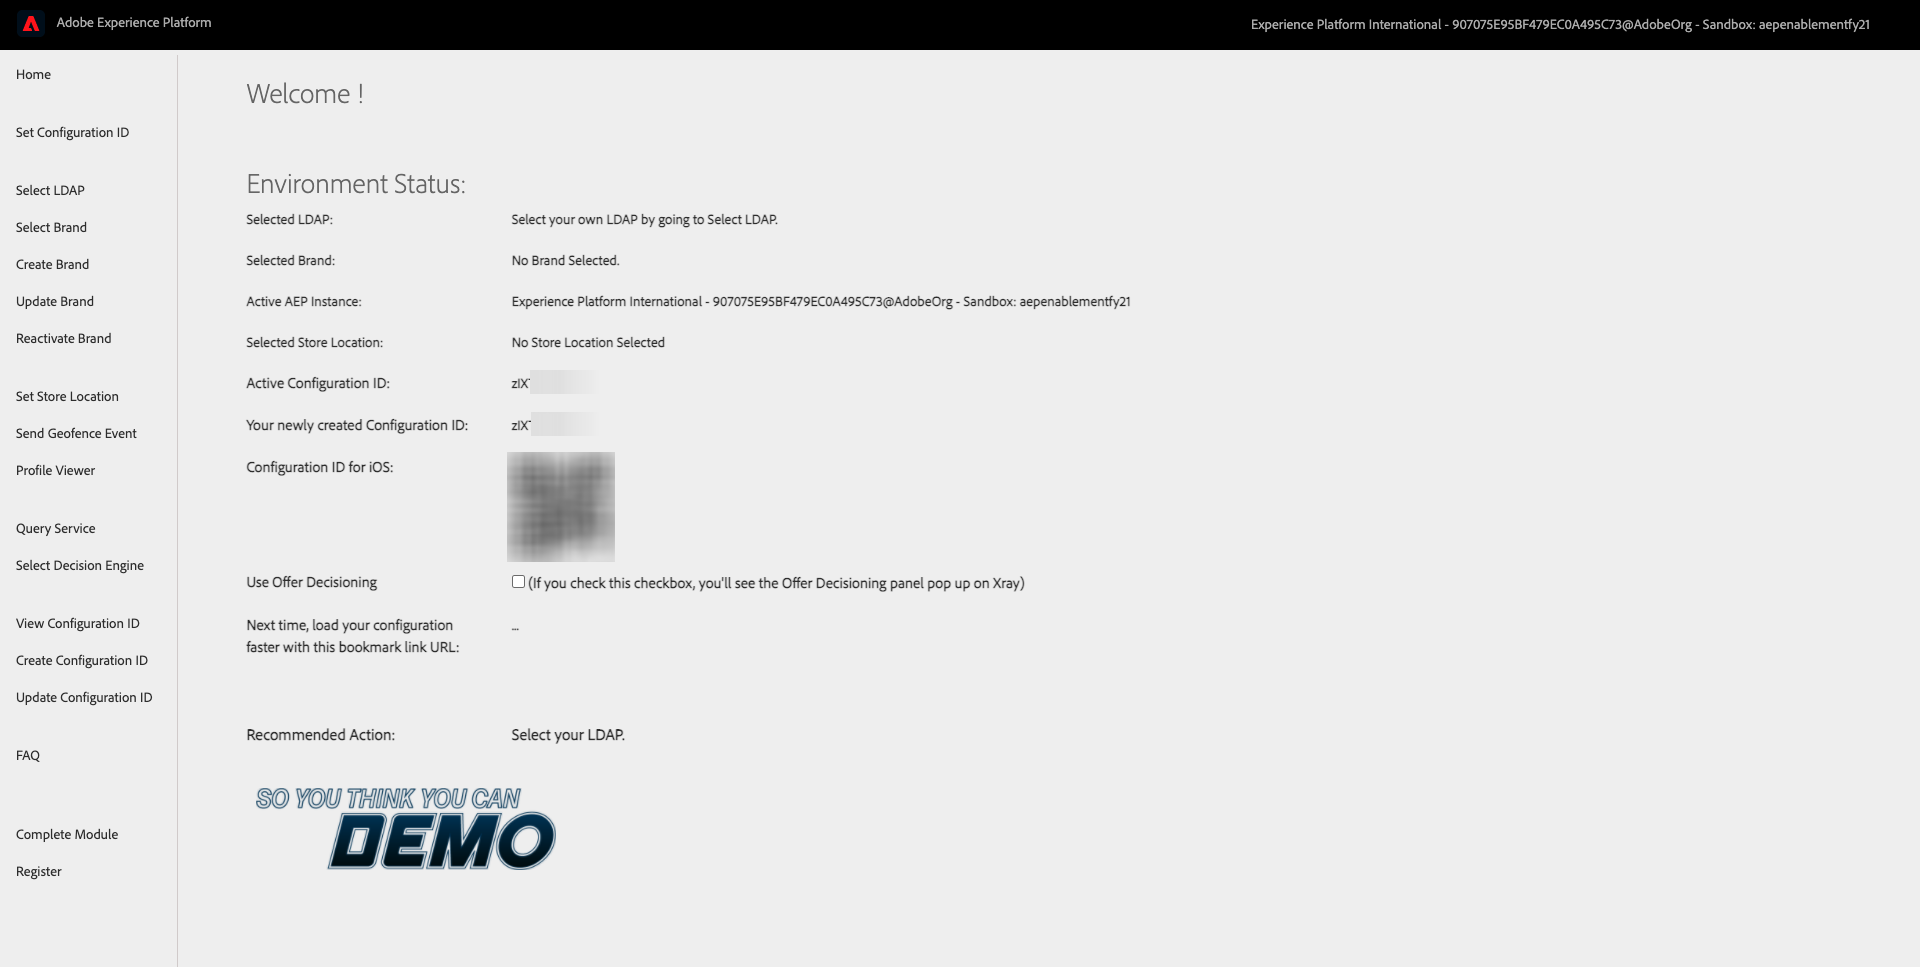 Adobe Experience Platform
Experience Platform International - 907075E95BF479EC0A495C73@AdobeOrg - Sandbox: aepenablementfy21
Home
Set Configuration ID
Select LDAP
Select Brand
Create Brand
Update Brand
Reactivate Brand
Set Store Location
Send Geofence Event
Profile Viewer
Query Service
Select Decision Engine
View Configuration ID
Create Configuration ID
Update Configuration ID
FAQ
Complete Module
Register
Welcome !
Environment Status:
Selected LDAP: Select your own LDAP by going to Select LDAP.
Selected Brand: No Brand Selected.
Active AEP Instance: Experience Platform International - 907075E95BF479EC0A495C73@AdobeOrg - Sandbox: aepenablementfy21
Selected Store Location: No Store Location Selected
Active Configuration ID:
Your newly created Configuration ID:
Configuration ID for iOS:
Use Offer Decisioning (If you check this checkbox, you'll see the Offer Decisioning panel pop up on Xray)
Next time, load your configuration ...
faster with this bookmark link URL:
Recommended Action: Select your LDAP.
SO YOU THINK YOU CAN
DEMO